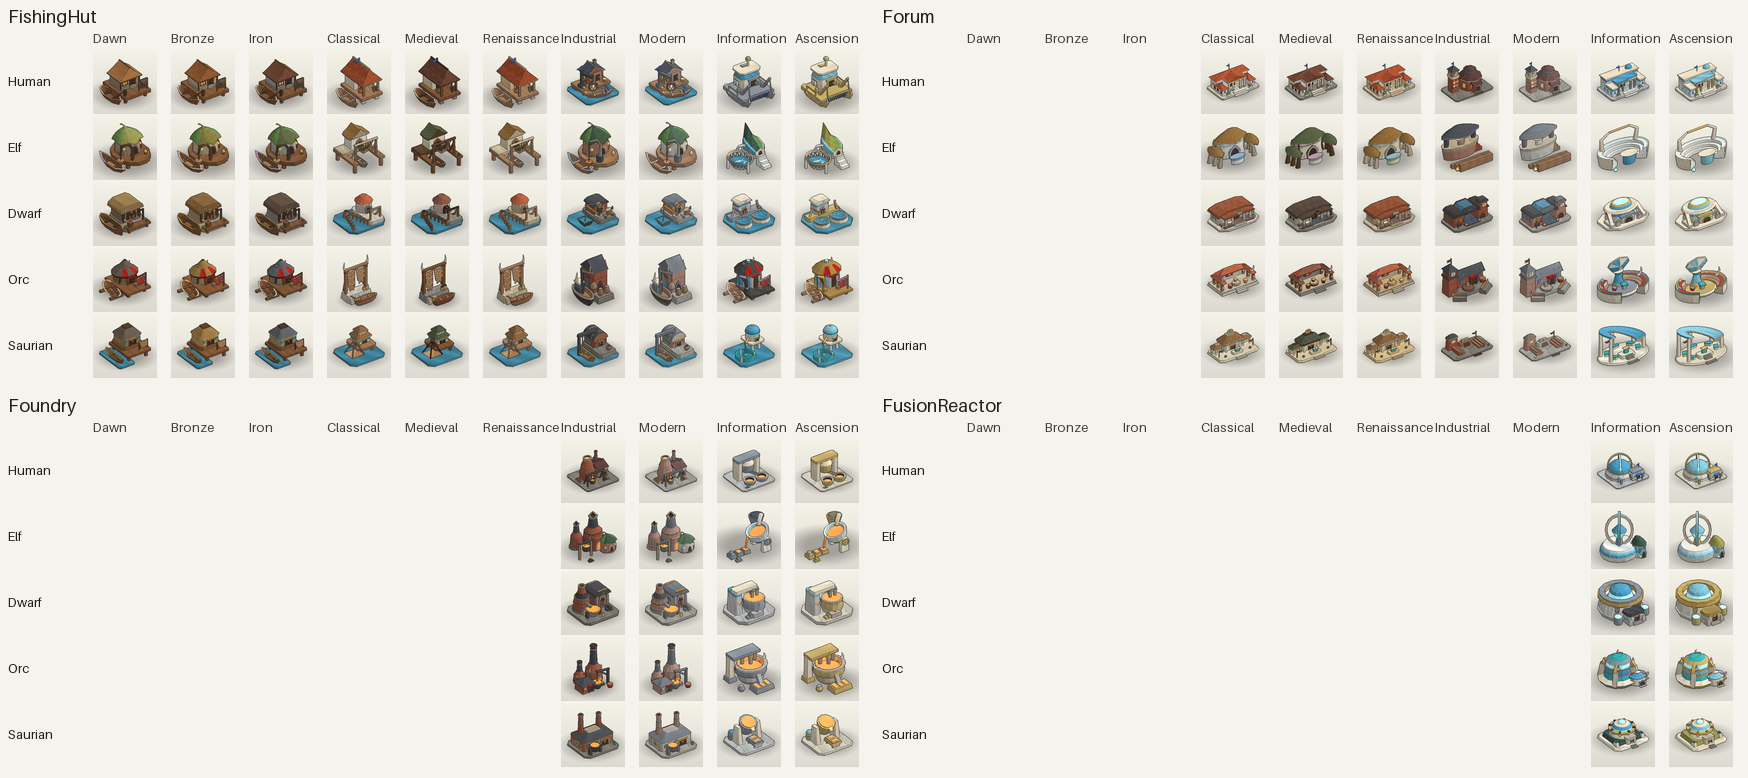 FishingHut
Dawn Bronze Iron Classical Medieval Renaissance Industrial Modern Information Ascension
Human
Elf
Dwarf
Orc
Saurian
Forum
Dawn Bronze Iron Classical Medieval Renaissance Industrial Modern Information Ascension
Human
Elf
Dwarf
Orc
Saurian
Foundry
Dawn Bronze Iron Classical Medieval Renaissance Industrial Modern Information Ascension
Human
Elf
Dwarf
Orc
Saurian
FusionReactor
Dawn Bronze Iron Classical Medieval Renaissance Industrial Modern Information Ascension
Human
Elf
Dwarf
Orc
Saurian